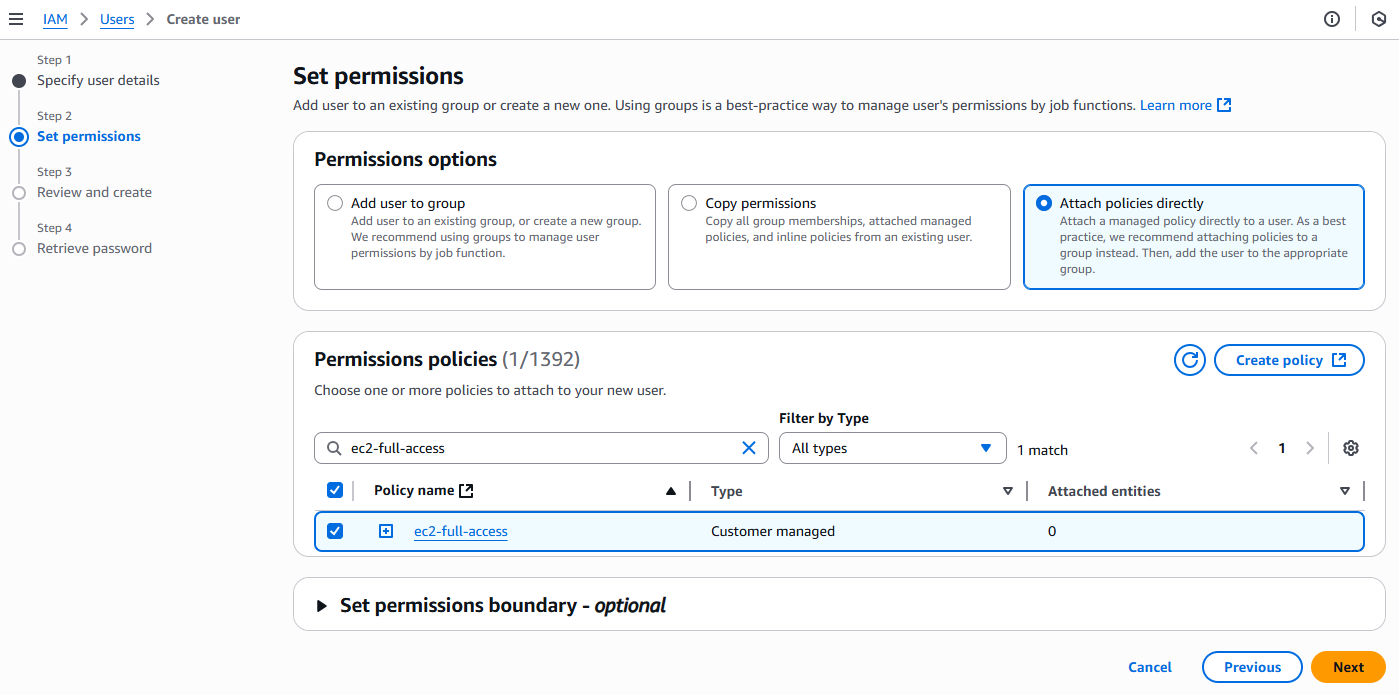 IAM > Users > Create user
Step 1
Specify user details
Step 2
Set permissions
Step 3
Review and create
Step 4
Retrieve password
Set permissions
Add user to an existing group or create a new one. Using groups is a best-practice way to manage user's permissions by job functions. Learn more
Permissions options
Add user to group
Add user to an existing group, or create a new group.
We recommend using groups to manage user
permissions by job function.
Copy permissions
Copy all group memberships, attached managed
policies, and inline policies from an existing user.
Attach policies directly
Attach a managed policy directly to a user. As a best
practice, we recommend attaching policies to a
group instead. Then, add the user to the appropriate
group.
Permissions policies (1/1392)
Create policy
Choose one or more policies to attach to your new user.
Filter by Type
ec2-full-access
All types
1 match
1
Policy name
Type
Attached entities
ec2-full-access
Customer managed
0
Set permissions boundary - optional
Cancel
Previous
Next